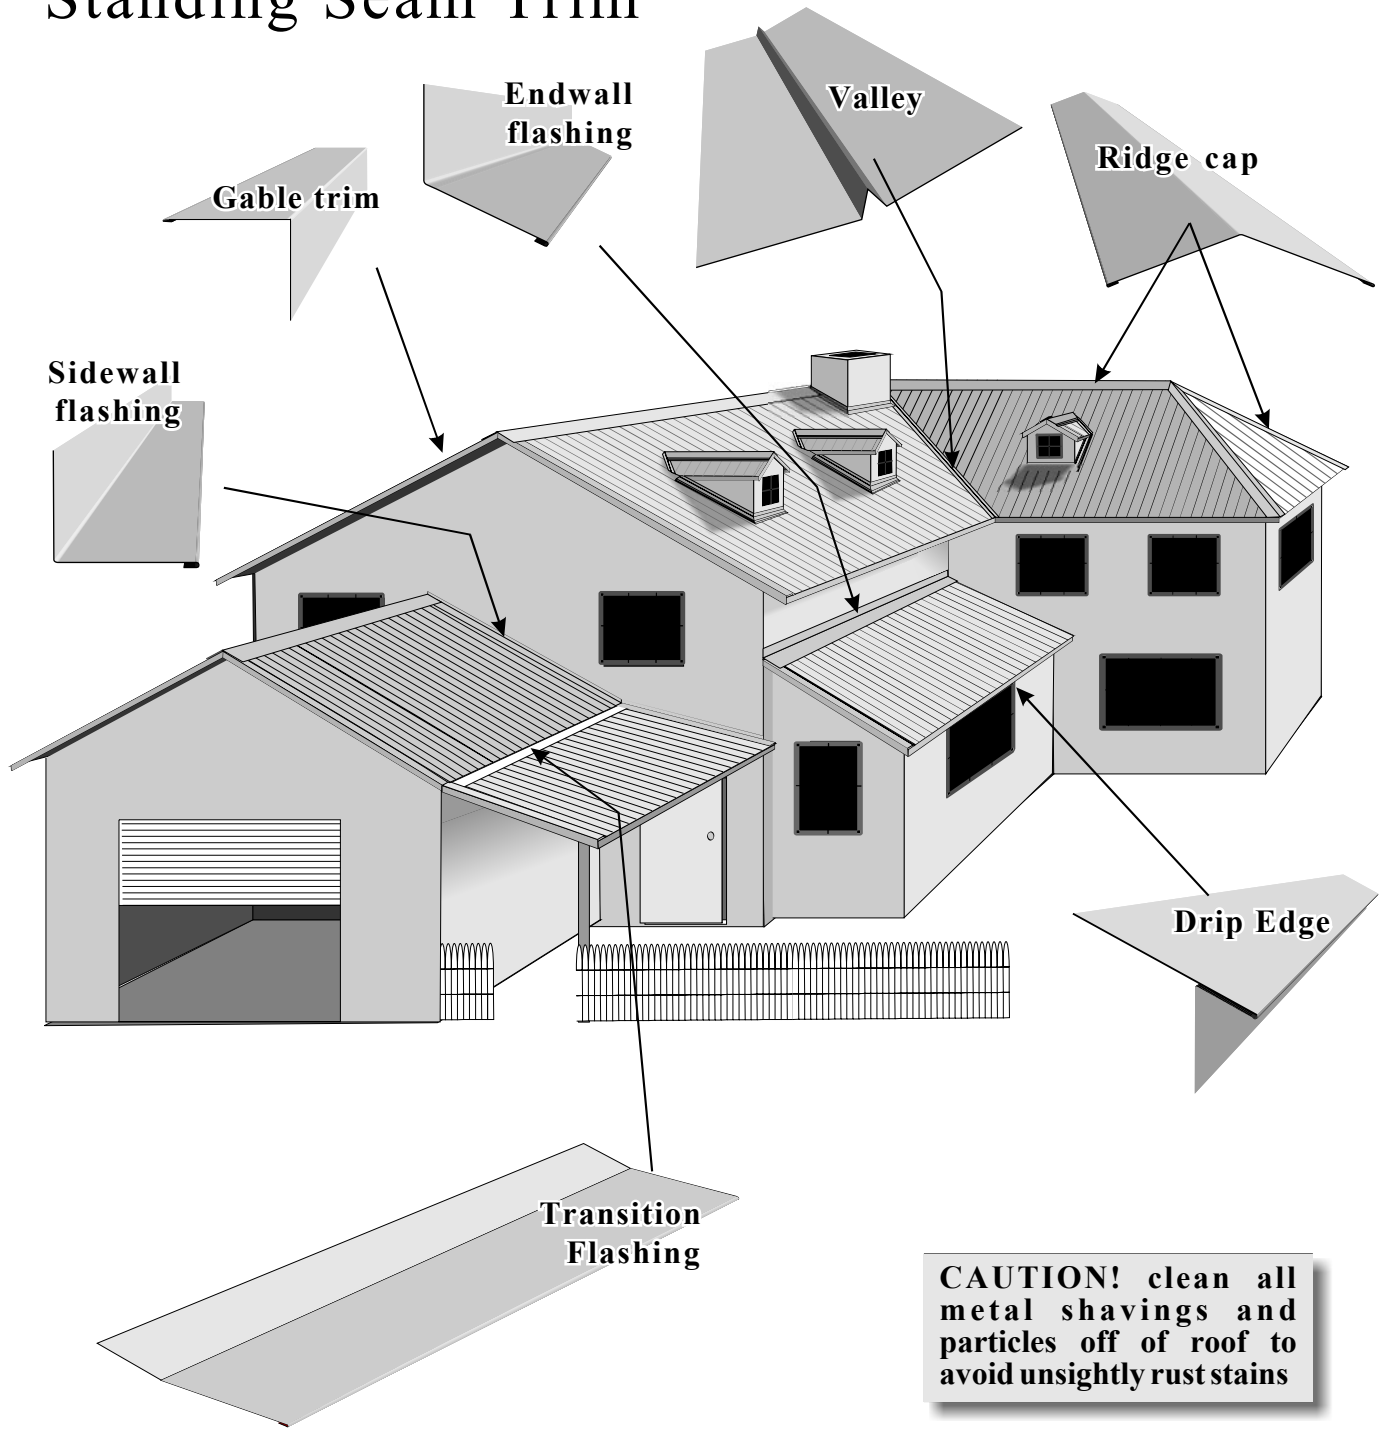 Standing Seam Trim
Endwall
flashing
Valley
Ridge cap
Gable trim
Sidewall
flashing
Drip Edge
Transition
Flashing
CAUTION! clean all
metal shavings and
particles off of roof to
avoid unsightly rust stains